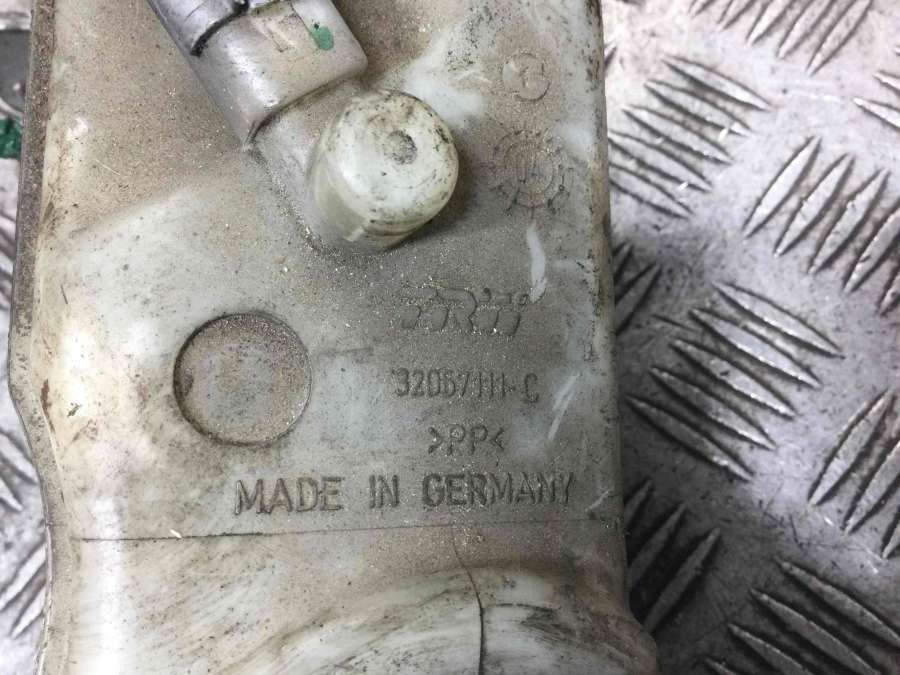 TRW
32067111-C
>PP<
MADE IN GERMANY